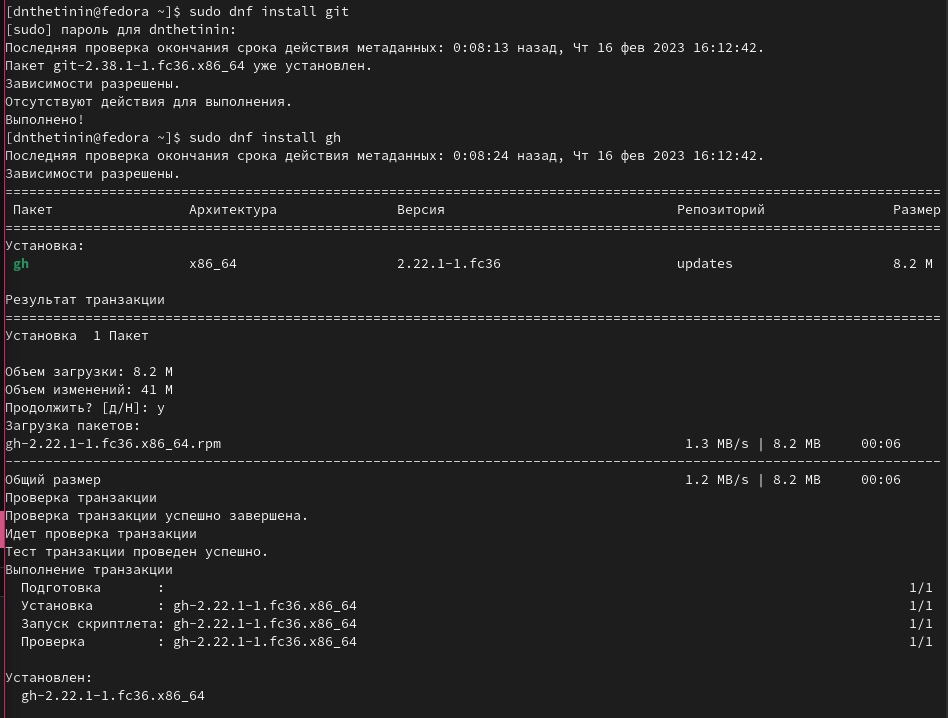 [dnthetinin@fedora ~]$ sudo dnf install git
[sudo] пароль для dnthetinin:
Последняя проверка окончания срока действия метаданных: 0:08:13 назад, Чт 16 фев 2023 16:12:42.
Пакет git-2.38.1-1.fc36.x86_64 уже установлен.
Зависимости разрешены.
Отсутствуют действия для выполнения.
Выполнено!
[dnthetinin@fedora ~]$ sudo dnf install gh
Последняя проверка окончания срока действия метаданных: 0:08:24 назад, Чт 16 фев 2023 16:12:42.
Зависимости разрешены.
Пакет Архитектура Версия Репозиторий Размер
Установка:
gh x86_64 2.22.1-1.fc36 updates 8.2 M
Результат транзакции
Установка 1 Пакет
Объем загрузки: 8.2 M
Объем изменений: 41 M
Продолжить? [д/Н]: y
Загрузка пакетов:
gh-2.22.1-1.fc36.x86_64.rpm 1.3 MB/s | 8.2 MB 00:06
Общий размер 1.2 MB/s | 8.2 MB 00:06
Проверка транзакции
Проверка транзакции успешно завершена.
Идет проверка транзакции
Тест транзакции проведен успешно.
Выполнение транзакции
Подготовка : 1/1
Установка : gh-2.22.1-1.fc36.x86_64 1/1
Запуск скриптлета: gh-2.22.1-1.fc36.x86_64 1/1
Проверка : gh-2.22.1-1.fc36.x86_64 1/1
Установлен:
gh-2.22.1-1.fc36.x86_64